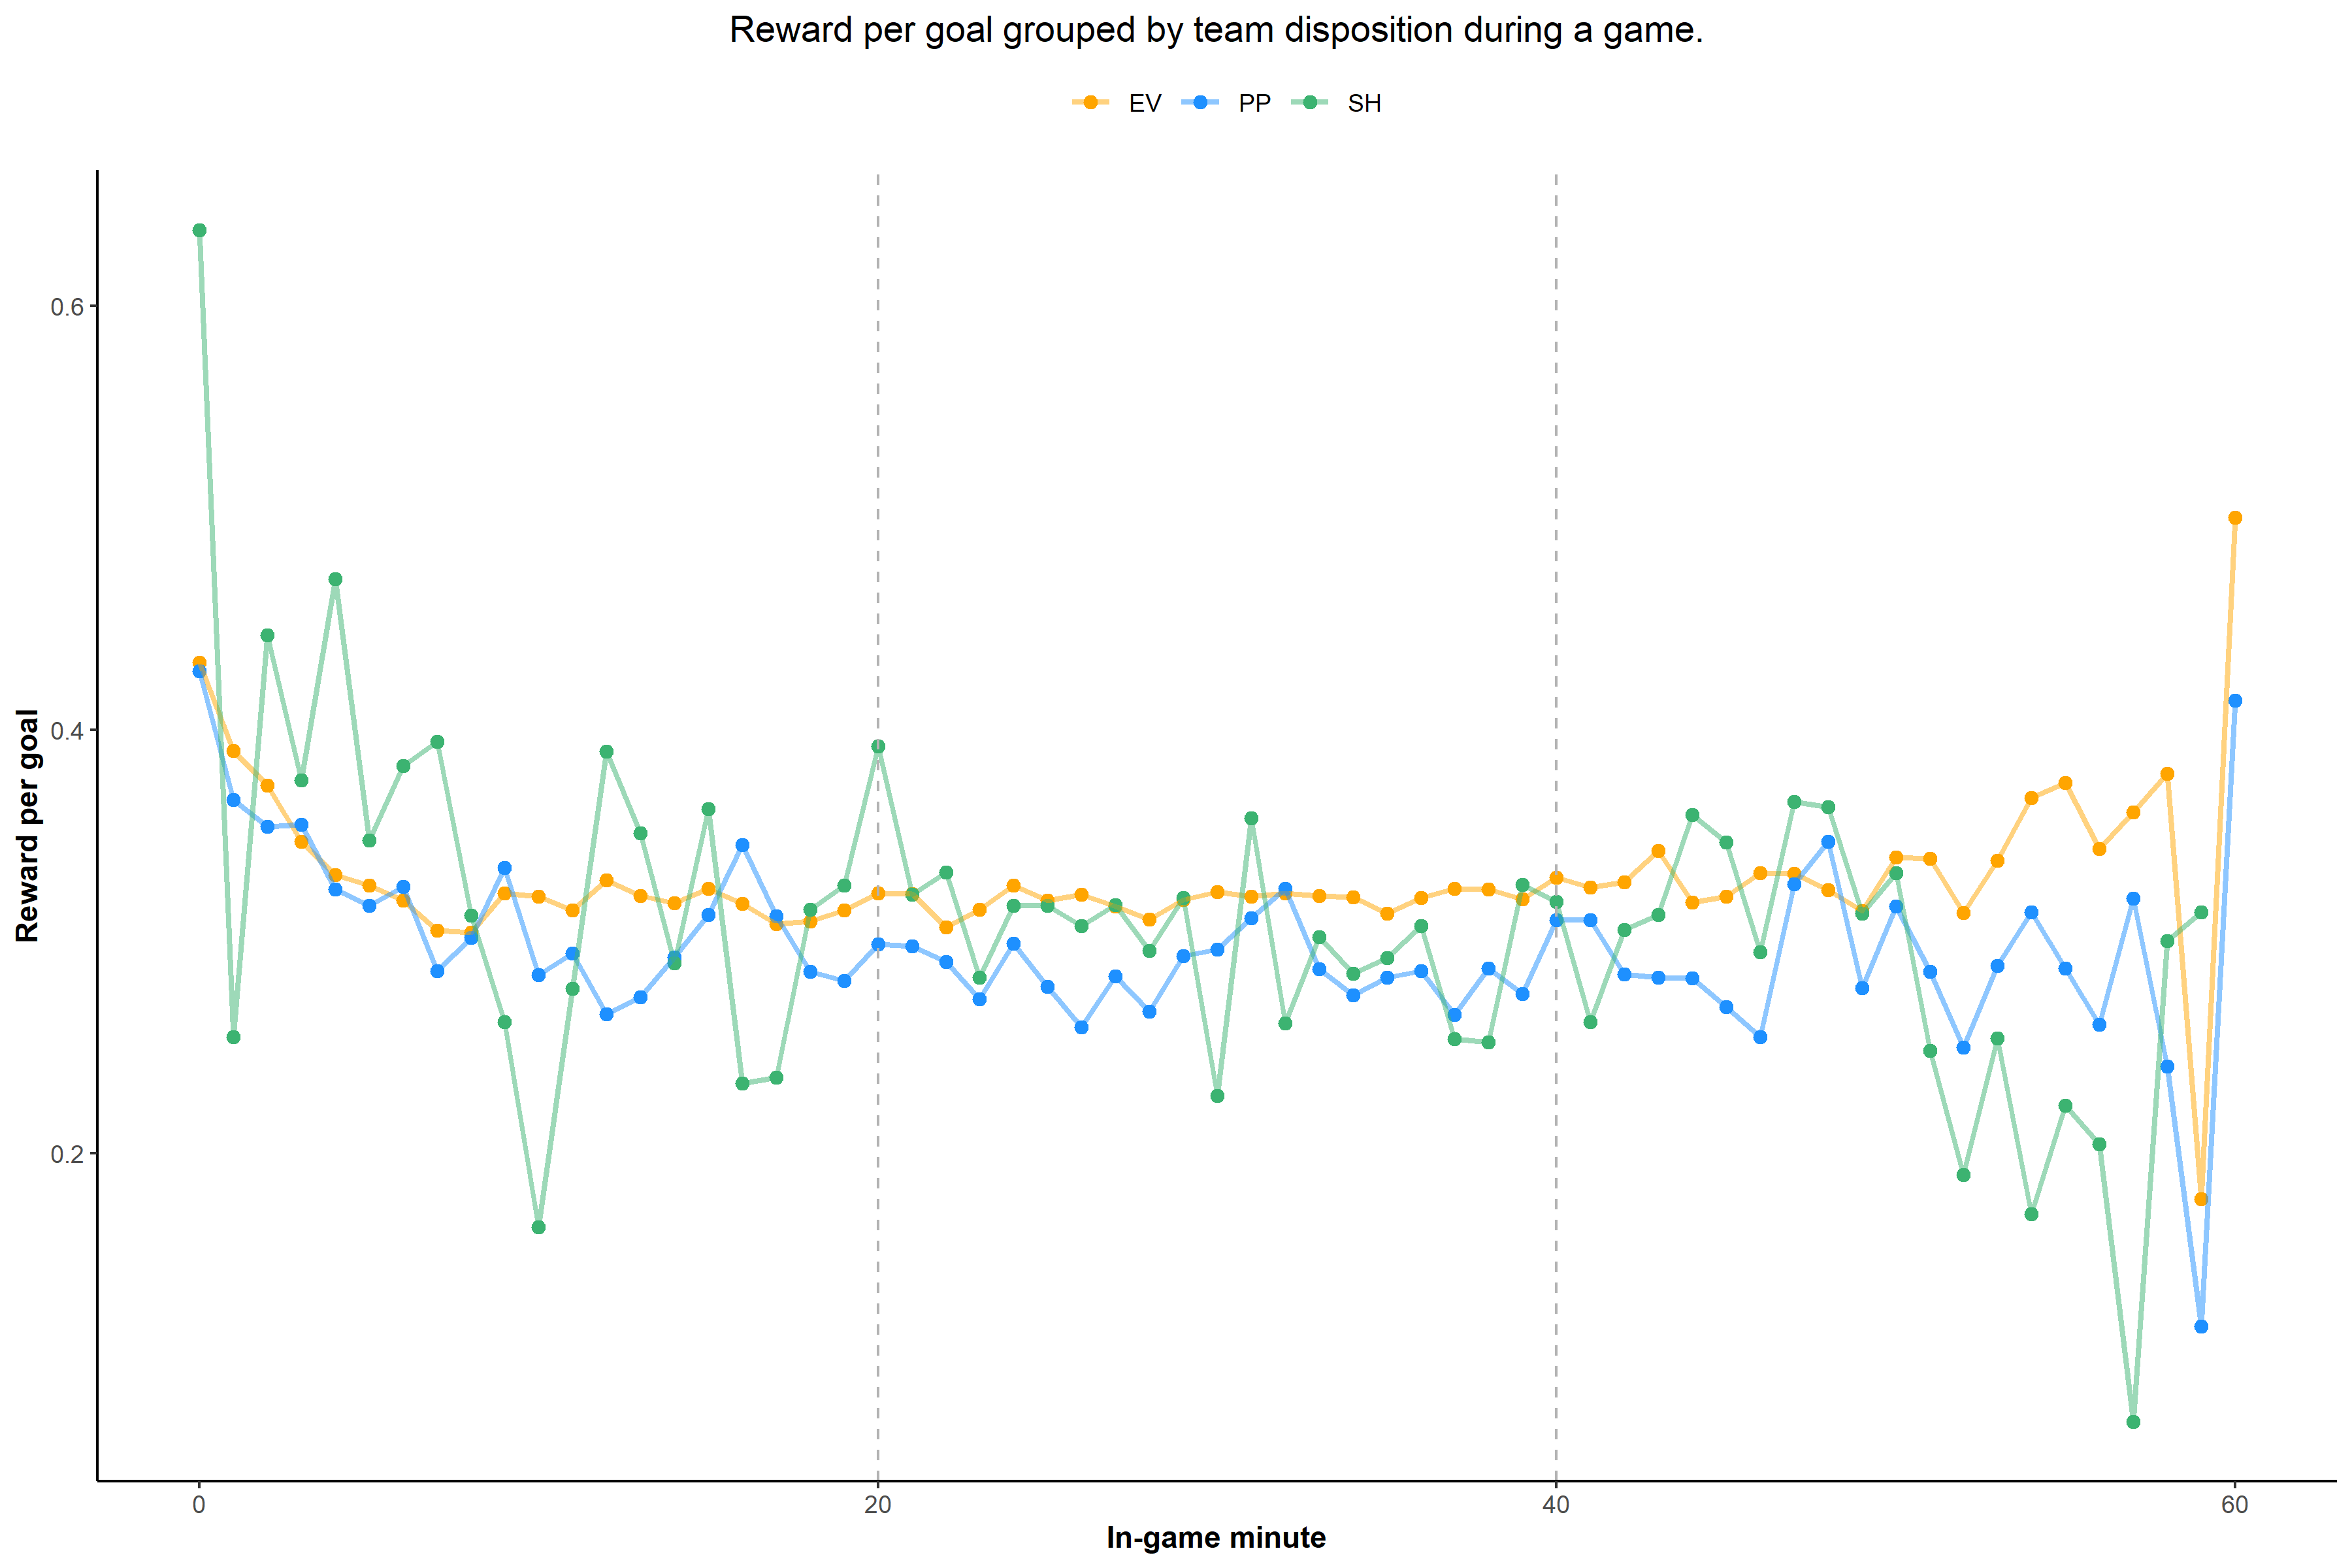 Reward per goal grouped by team disposition during a game.
EV PP SH
0.6
0.4
0.2
Reward per goal
0 20 40 60
In-game minute